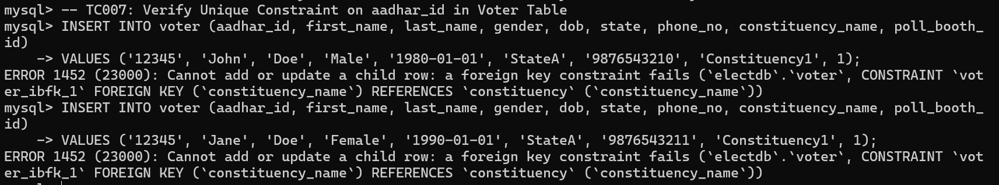 mysql> -- TC007: Verify Unique Constraint on aadhar_id in Voter Table
mysql> INSERT INTO voter (aadhar_id, first_name, last_name, gender, dob, state, phone_no, constituency_name, poll_booth_
id)
    -> VALUES ('12345', 'John', 'Doe', 'Male', '1980-01-01', 'StateA', '9876543210', 'Constituency1', 1);
ERROR 1452 (23000): Cannot add or update a child row: a foreign key constraint fails (`electdb`.`voter`, CONSTRAINT `vot
er_ibfk_1` FOREIGN KEY (`constituency_name`) REFERENCES `constituency` (`constituency_name`))
mysql> INSERT INTO voter (aadhar_id, first_name, last_name, gender, dob, state, phone_no, constituency_name, poll_booth_
id)
    -> VALUES ('12345', 'Jane', 'Doe', 'Female', '1990-01-01', 'StateA', '9876543211', 'Constituency1', 1);
ERROR 1452 (23000): Cannot add or update a child row: a foreign key constraint fails (`electdb`.`voter`, CONSTRAINT `vot
er_ibfk_1` FOREIGN KEY (`constituency_name`) REFERENCES `constituency` (`constituency_name`))